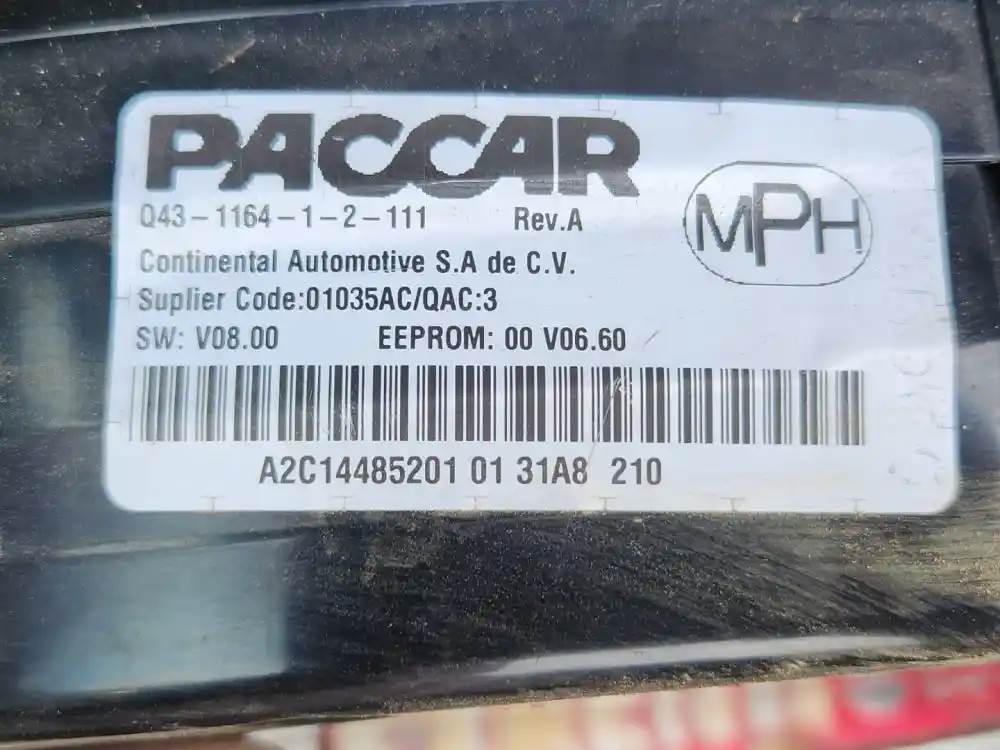 PACCAR
Q43-1164-1-2-111 Rev.A
MPH
Continental Automotive S.A de C.V.
Suplier Code:01035AC/QAC:3
SW: V08.00 EEPROM: 00 V06.60
A2C14485201 01 31A8 210